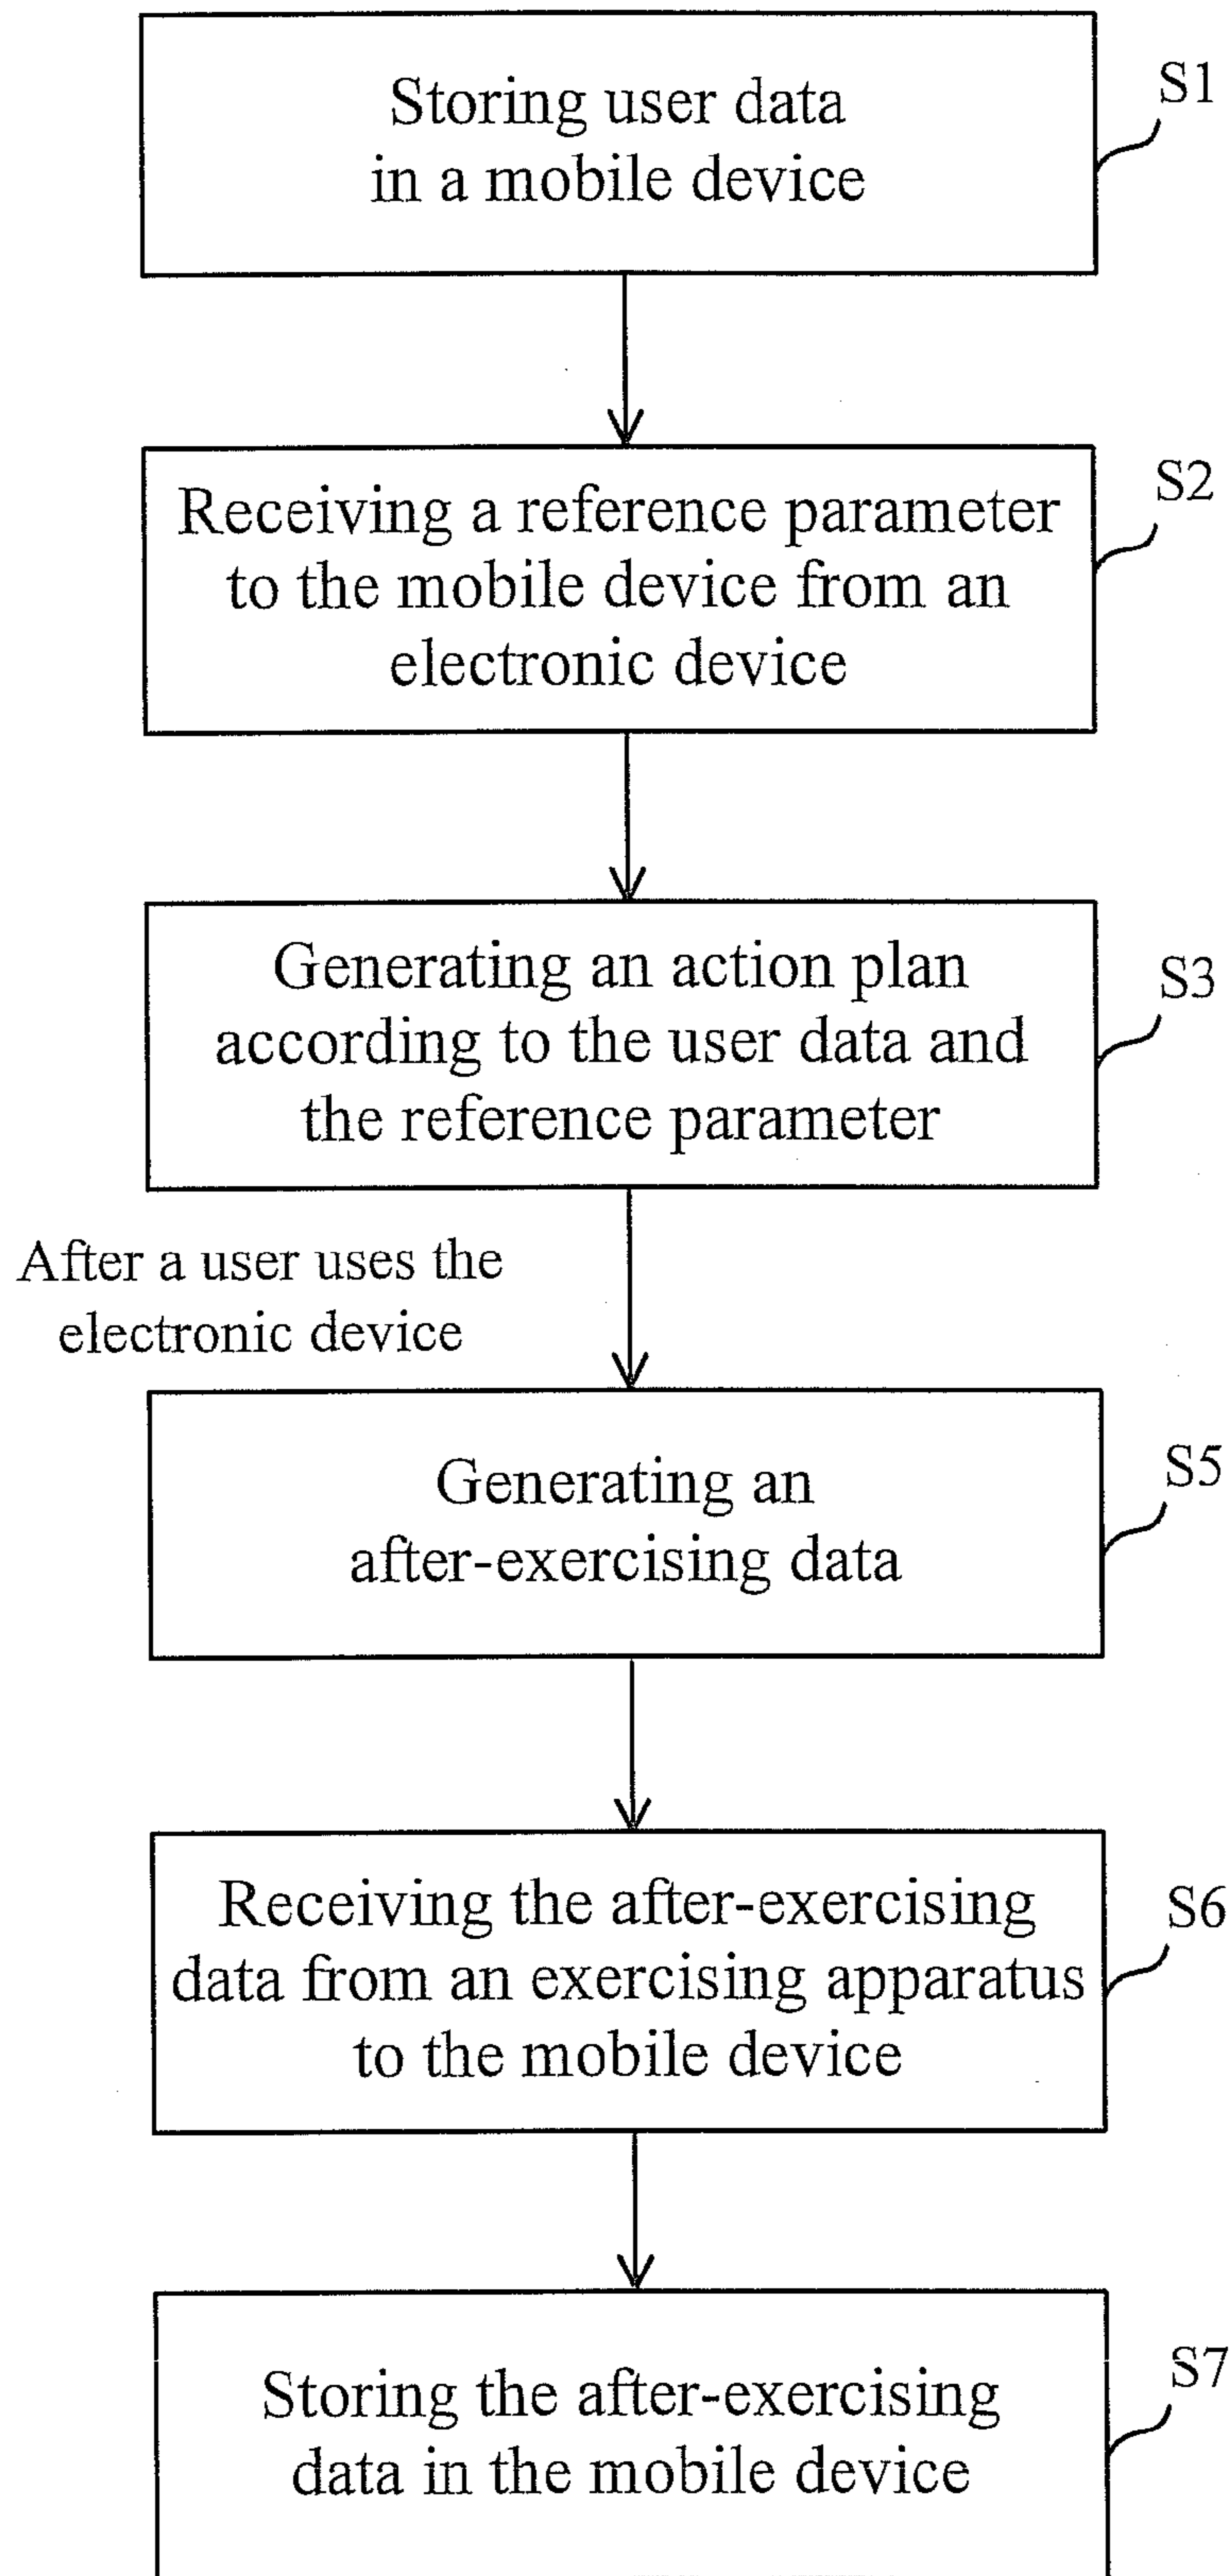 Storing user data
in a mobile device
S1
Receiving a reference parameter
to the mobile device from an
electronic device
S2
Generating an action plan
according to the user data and
the reference parameter
S3
After a user uses the
electronic device
Generating an
after-exercising data
S5
Receiving the after-exercising
data from an exercising apparatus
to the mobile device
S6
Storing the after-exercising
data in the mobile device
S7